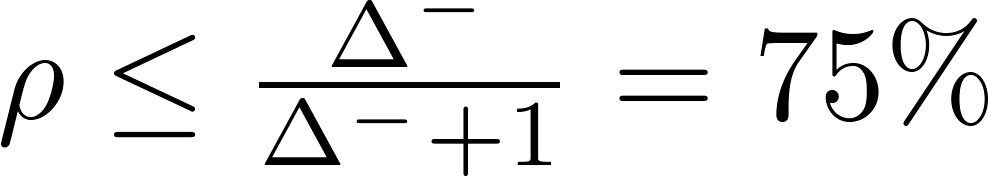 ρ ≤ Δ⁻ / (Δ⁻ + 1) = 75%